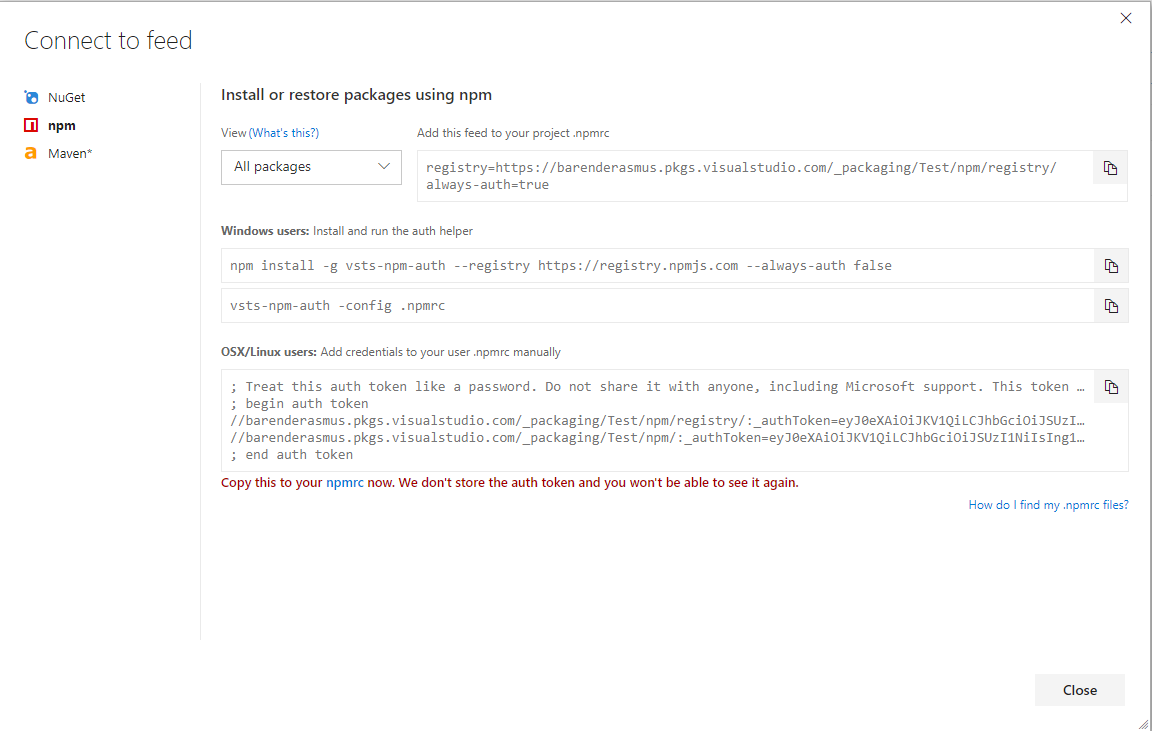 Connect to feed
NuGet
npm
Maven*
Install or restore packages using npm
View (What's this?)
All packages
Add this feed to your project .npmrc
registry=https://barenderasmus.pkgs.visualstudio.com/_packaging/Test/npm/registry/
always-auth=true
Windows users: Install and run the auth helper
npm install -g vsts-npm-auth --registry https://registry.npmjs.com --always-auth false
vsts-npm-auth -config .npmrc
OSX/Linux users: Add credentials to your user .npmrc manually
; Treat this auth token like a password. Do not share it with anyone, including Microsoft support. This token …
; begin auth token
//barenderasmus.pkgs.visualstudio.com/_packaging/Test/npm/registry/:_authToken=eyJ0eXAiOiJKV1QiLCJhbGciOiJSUzI…
//barenderasmus.pkgs.visualstudio.com/_packaging/Test/npm/:_authToken=eyJ0eXAiOiJKV1QiLCJhbGciOiJSUzI1NiIsIng1…
; end auth token
Copy this to your npmrc now. We don't store the auth token and you won't be able to see it again.
How do I find my .npmrc files?
Close